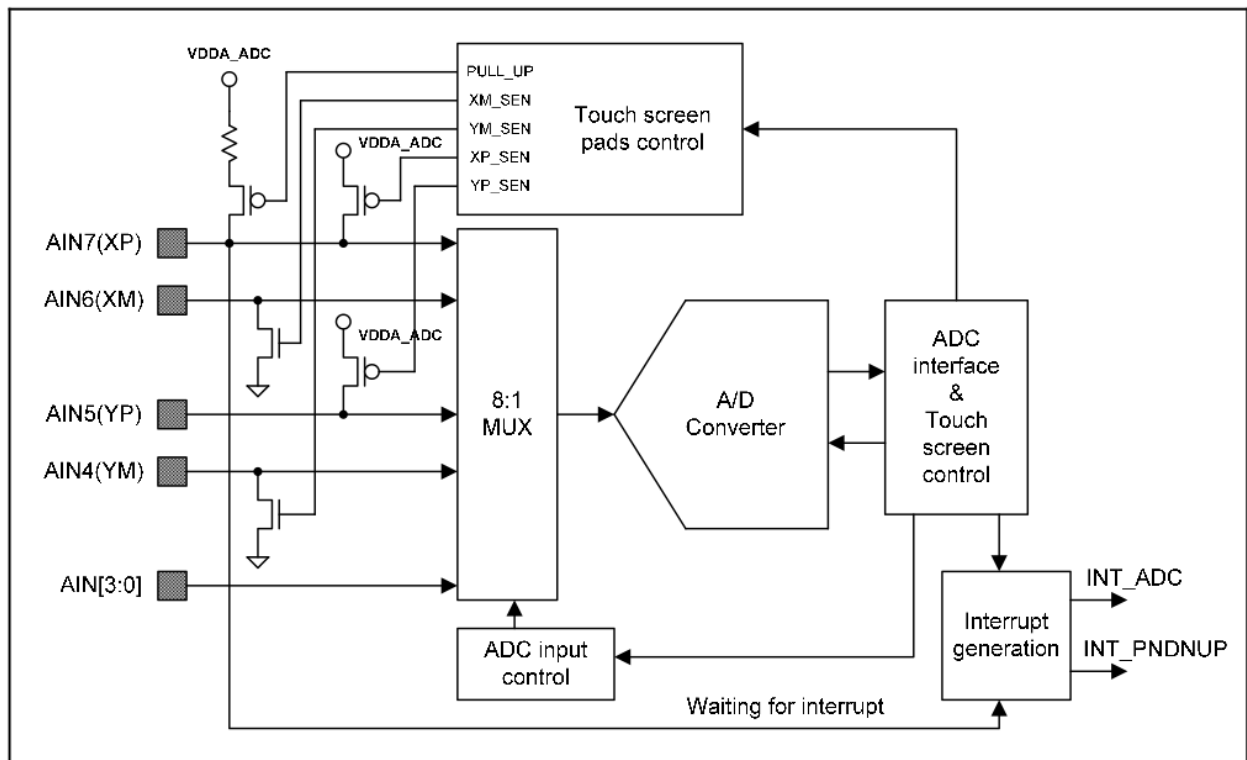 VDDA_ADC
PULL_UP
XM_SEN
YM_SEN
XP_SEN
YP_SEN
Touch screen
pads control
VDDA_ADC
AIN7(XP)
AIN6(XM)
VDDA_ADC
AIN5(YP)
AIN4(YM)
AIN[3:0]
8:1
MUX
A/D
Converter
ADC
interface
&
Touch
screen
control
ADC input
control
Interrupt
generation
INT_ADC
INT_PNDNUP
Waiting for interrupt